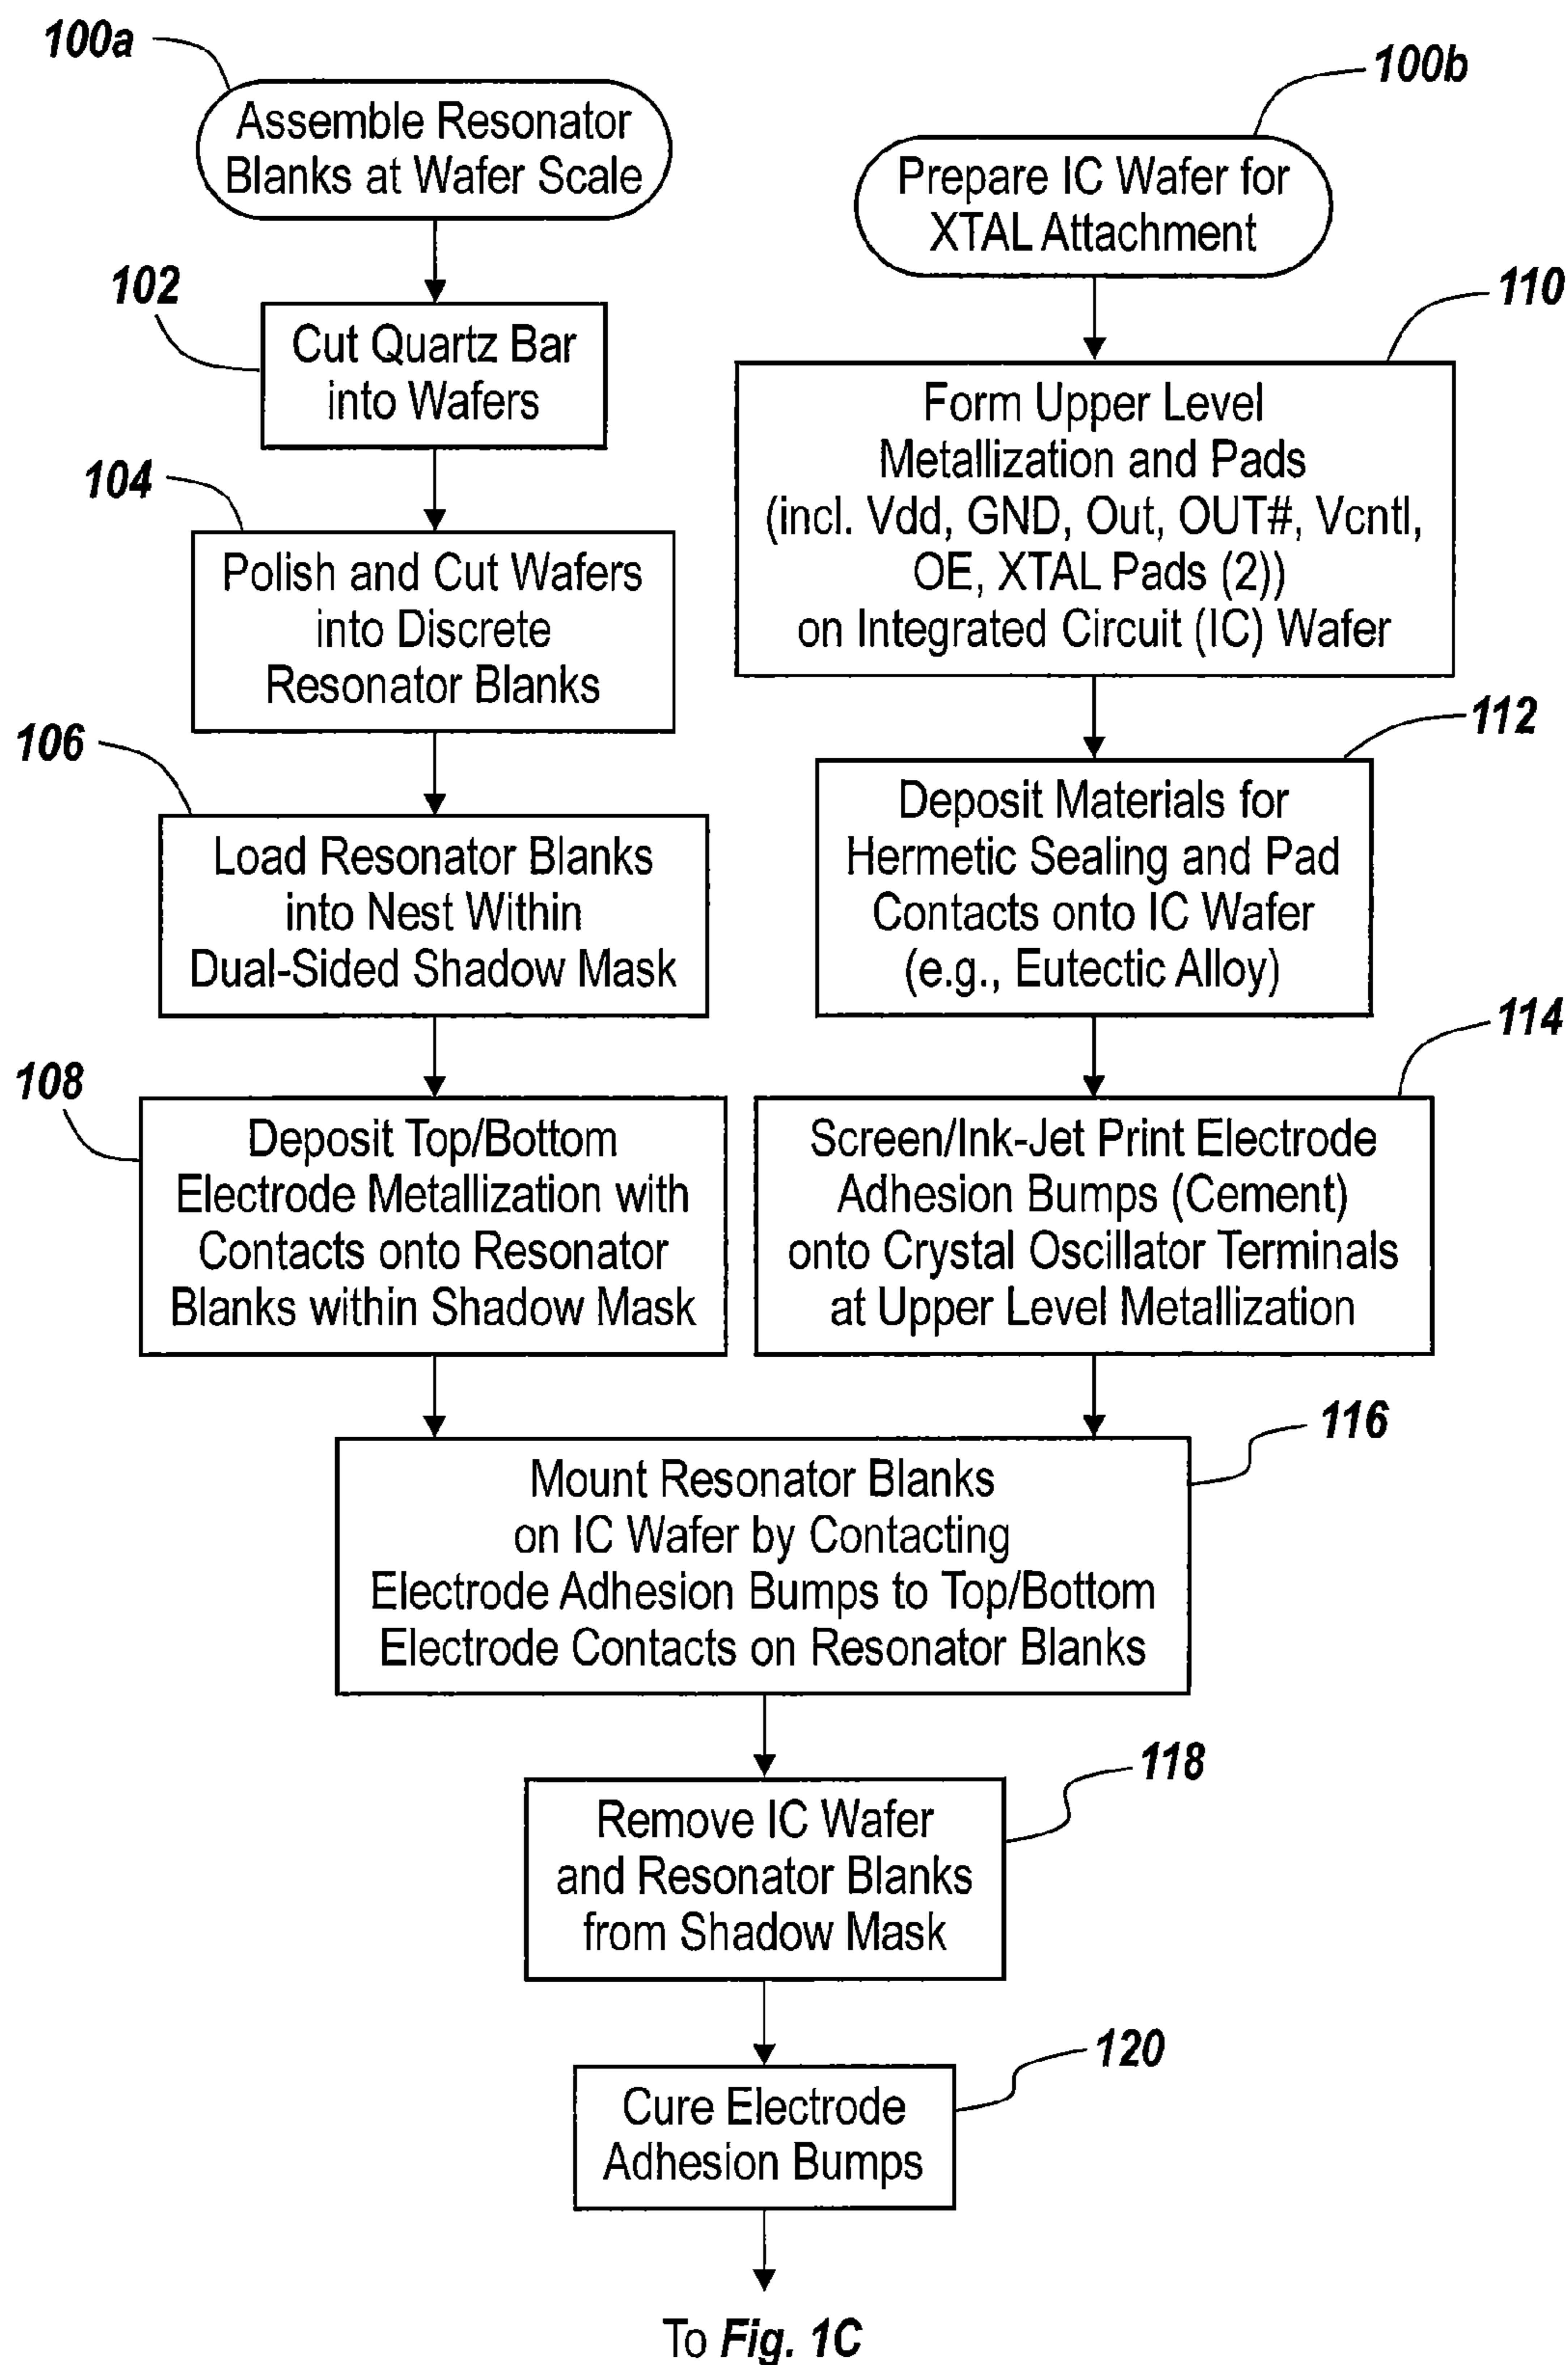 100a
Assemble Resonator
Blanks at Wafer Scale
102
Cut Quartz Bar
into Wafers
104
Polish and Cut Wafers
into Discrete
Resonator Blanks
106
Load Resonator Blanks
into Nest Within
Dual-Sided Shadow Mask
108
Deposit Top/Bottom
Electrode Metallization with
Contacts onto Resonator
Blanks within Shadow Mask
100b
Prepare IC Wafer for
XTAL Attachment
110
Form Upper Level
Metallization and Pads
(incl. Vdd, GND, Out, OUT#, Vcntl,
OE, XTAL Pads (2))
on Integrated Circuit (IC) Wafer
112
Deposit Materials for
Hermetic Sealing and Pad
Contacts onto IC Wafer
(e.g., Eutectic Alloy)
114
Screen/Ink-Jet Print Electrode
Adhesion Bumps (Cement)
onto Crystal Oscillator Terminals
at Upper Level Metallization
116
Mount Resonator Blanks
on IC Wafer by Contacting
Electrode Adhesion Bumps to Top/Bottom
Electrode Contacts on Resonator Blanks
118
Remove IC Wafer
and Resonator Blanks
from Shadow Mask
120
Cure Electrode
Adhesion Bumps
To Fig. 1C